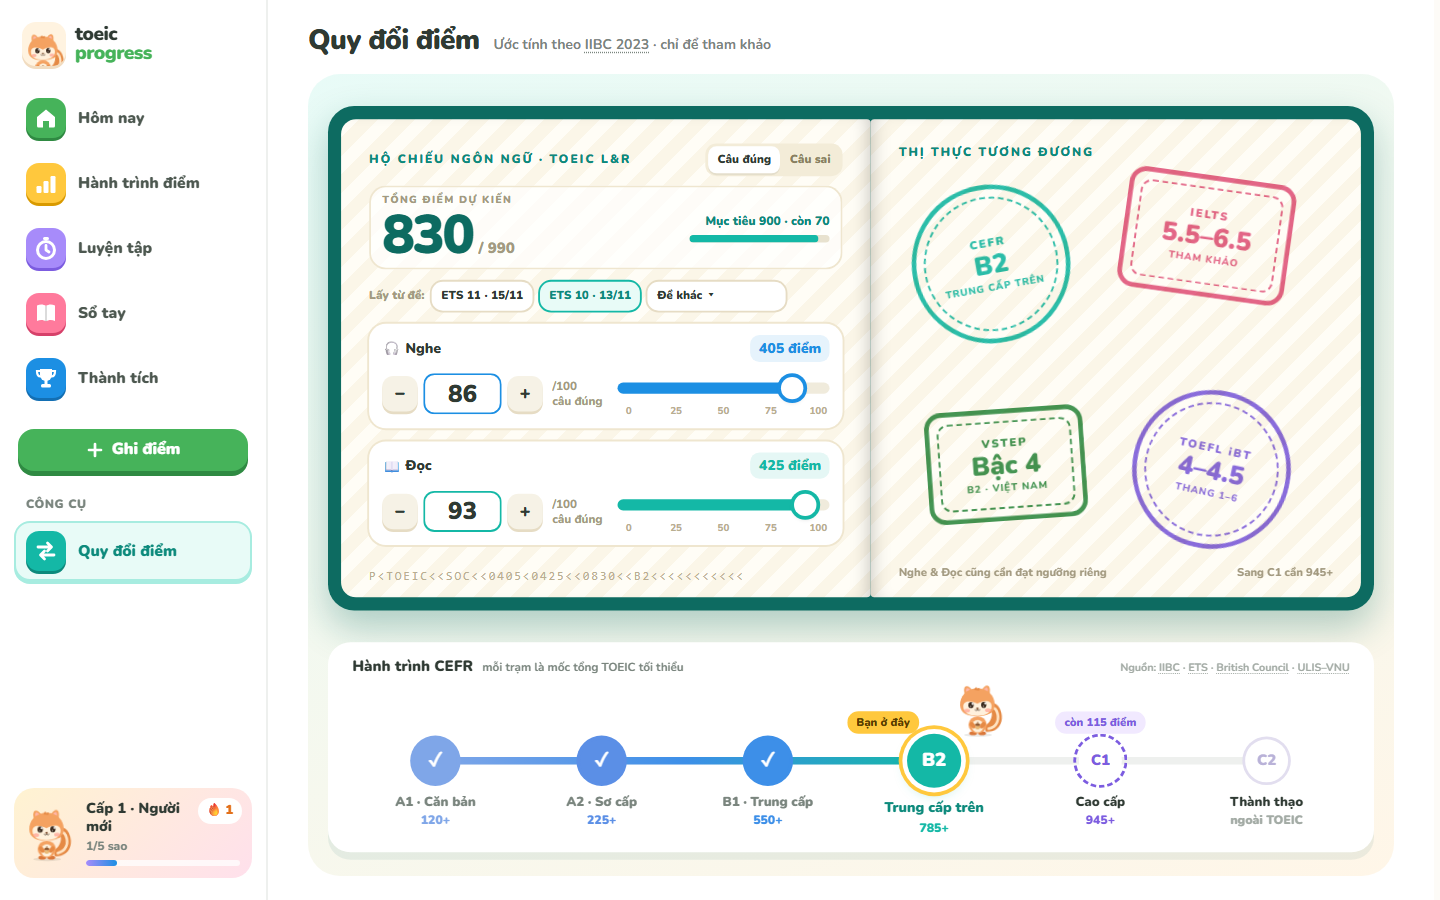 toeic
progress
Hôm nay
Hành trình điểm
Luyện tập
Sổ tay
Thành tích
+ Ghi điểm
CÔNG CỤ
Quy đổi điểm
Cấp 1 · Người
mới
1
1/5 sao
Quy đổi điểm
Ước tính theo IIBC 2023 · chỉ để tham khảo
HỘ CHIẾU NGÔN NGỮ · TOEIC L&R
Câu đúng
Câu sai
TỔNG ĐIỂM DỰ KIẾN
830 / 990
Mục tiêu 900 · còn 70
Lấy từ đề:
ETS 11 · 15/11
ETS 10 · 13/11
Đề khác
Nghe
405 điểm
− 86 +
/100
câu đúng
0 25 50 75 100
Đọc
425 điểm
− 93 +
/100
câu đúng
0 25 50 75 100
P<TOEIC<<SOC<<0405<0425<<0830<<B2<<<<<<<<<<<
THỊ THỰC TƯƠNG ĐƯƠNG
CEFR
B2
TRUNG CẤP TRÊN
IELTS
5.5–6.5
THAM KHẢO
VSTEP
Bậc 4
B2 · VIỆT NAM
TOEFL iBT
4–4.5
THANG 1–6
Nghe & Đọc cũng cần đạt ngưỡng riêng
Sang C1 cần 945+
Hành trình CEFR
mỗi trạm là mốc tổng TOEIC tối thiểu
Nguồn: IIBC · ETS · British Council · ULIS–VNU
Bạn ở đây
còn 115 điểm
B2
C1
C2
A1 · Căn bản
120+
A2 · Sơ cấp
225+
B1 · Trung cấp
550+
Trung cấp trên
785+
Cao cấp
945+
Thành thạo
ngoài TOEIC